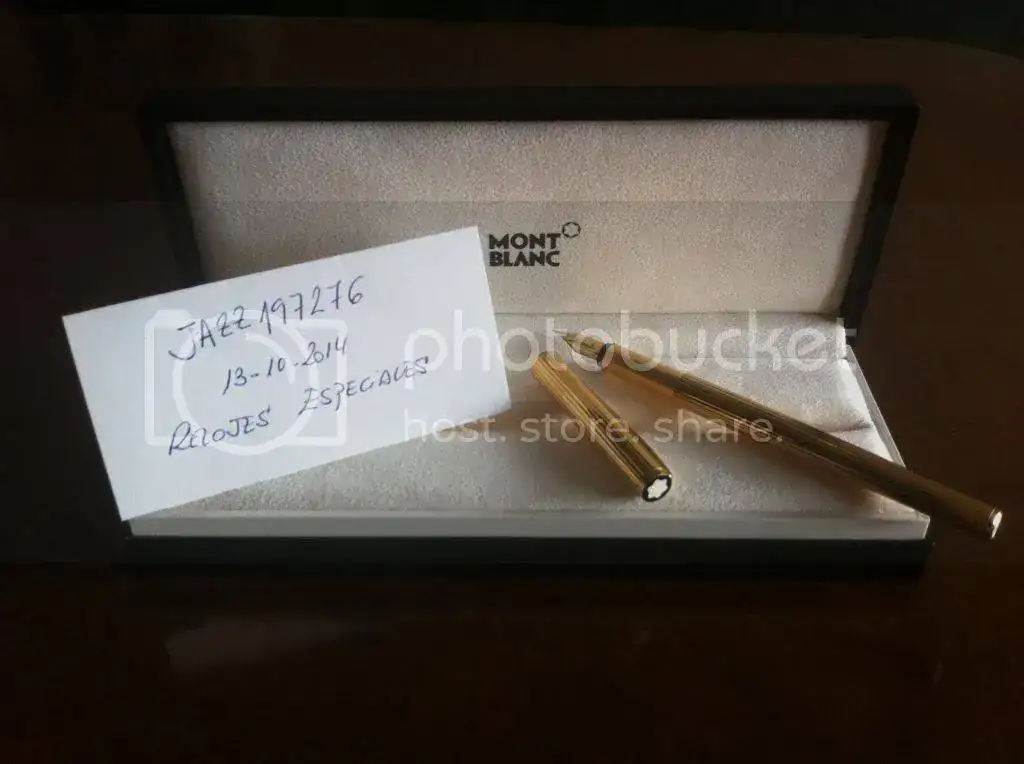 MONT
BLANC
JAZZ197276
13-10-2014
RELOJES ESPECIALES
photobucket
host. store. share.